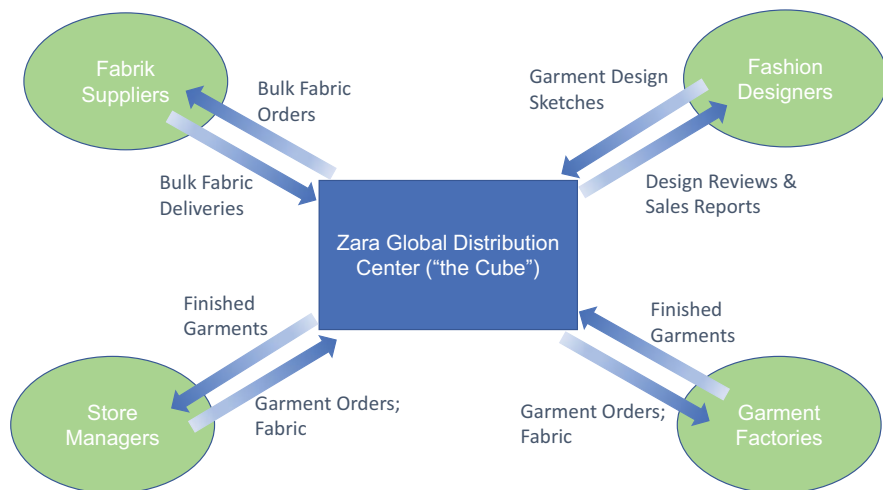 Fabrik
Suppliers
Bulk Fabric
Orders
Garment Design
Sketches
Fashion
Designers
Bulk Fabric
Deliveries
Design Reviews &
Sales Reports
Zara Global Distribution
Center (“the Cube”)
Finished
Garments
Finished
Garments
Store
Managers
Garment Orders;
Fabric
Garment Orders;
Fabric
Garment
Factories